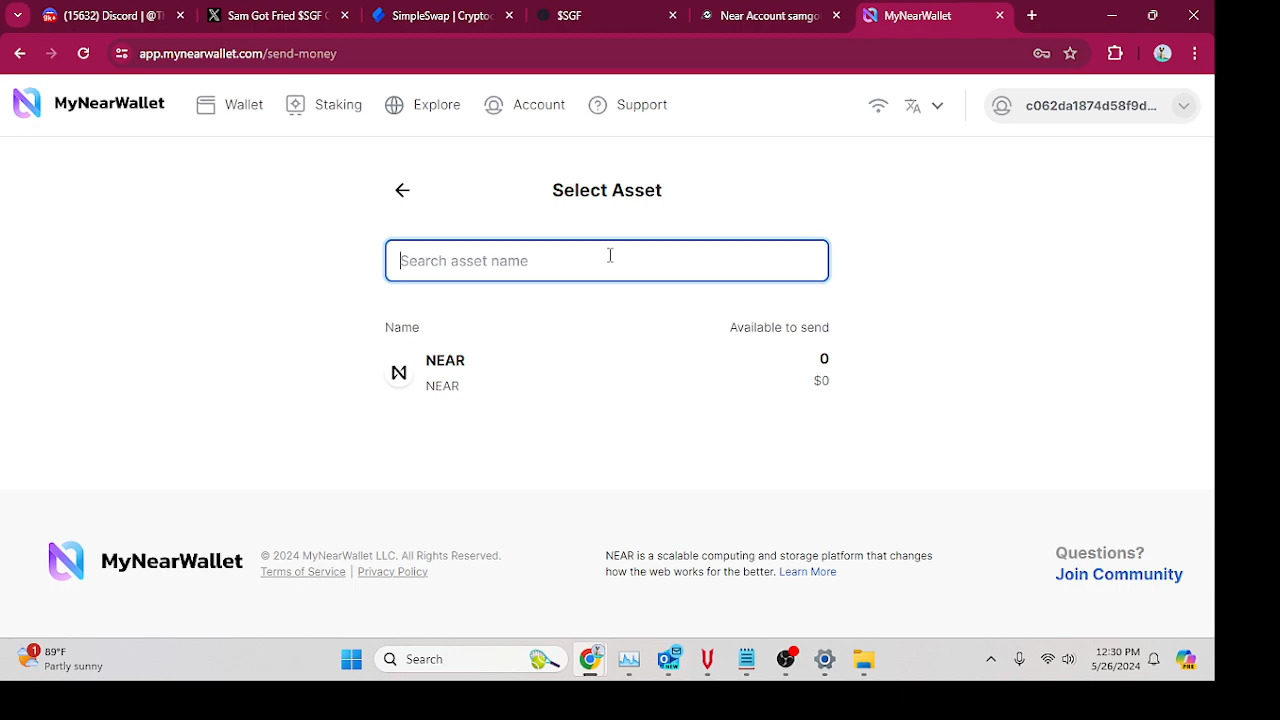 (15632) Discord | @Ti
Sam Got Fried $SGF C
SimpleSwap | Cryptoc
$SGF
Near Account samgo
MyNearWallet
app.mynearwallet.com/send-money
MyNearWallet
Wallet
Staking
Explore
Account
Support
c062da1874d58f9d...
Select Asset
Search asset name
Name
Available to send
NEAR
0
NEAR
$0
MyNearWallet
© 2024 MyNearWallet LLC. All Rights Reserved.
Terms of Service | Privacy Policy
NEAR is a scalable computing and storage platform that changes
how the web works for the better. Learn More
Questions?
Join Community
1
89°F
Partly sunny
Search
12:30 PM
5/26/2024